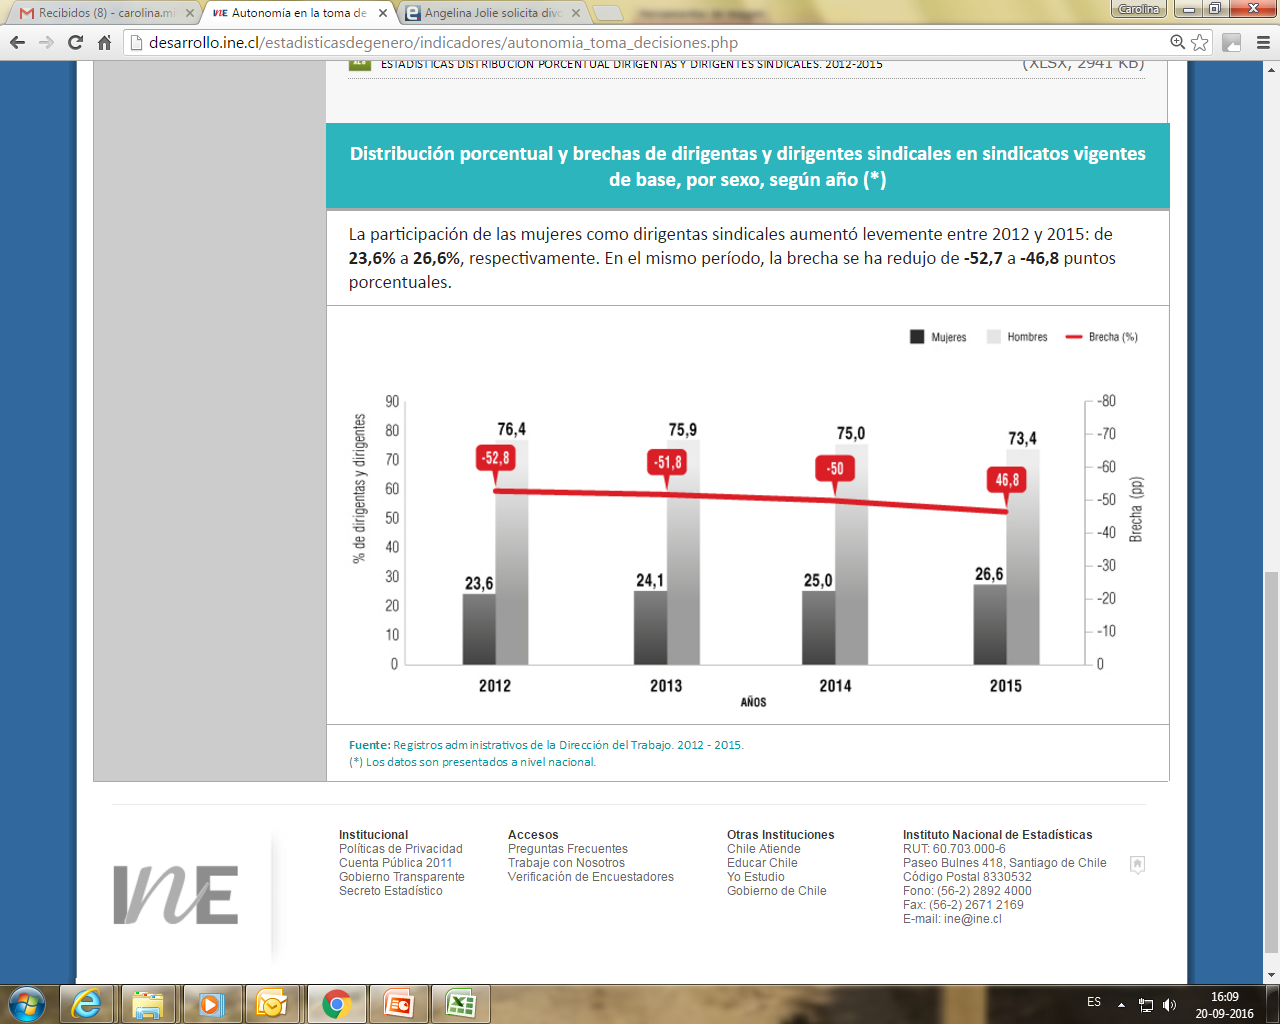 Recibidos (8) - carolina.m
INE Autonomía en la toma de
Angelina Jolie solicita divo
Carolina
desarrollo.ine.cl/estadisticasdegenero/indicadores/autonomia_toma_decisiones.php
ESTADÍSTICAS DISTRIBUCIÓN PORCENTUAL DIRIGENTAS Y DIRIGENTES SINDICALES. 2012-2015 (XLSX, 2941 KB)
Distribución porcentual y brechas de dirigentas y dirigentes sindicales en sindicatos vigentes
de base, por sexo, según año (*)
La participación de las mujeres como dirigentas sindicales aumentó levemente entre 2012 y 2015: de
23,6% a 26,6%, respectivamente. En el mismo período, la brecha se ha redujo de -52,7 a -46,8 puntos
porcentuales.
Mujeres Hombres Brecha (%)
% de dirigentas y dirigentes
90
80
70
60
50
40
30
20
10
0
76,4 75,9 75,0 73,4
-52,8 -51,8 -50 46,8
23,6 24,1 25,0 26,6
-80
-70
-60
-50
-40
-30
-20
-10
0
Brecha (pp)
2012 2013 2014 2015
AÑOS
Fuente: Registros administrativos de la Dirección del Trabajo. 2012 - 2015.
(*) Los datos son presentados a nivel nacional.
INE
Institucional
Políticas de Privacidad
Cuenta Pública 2011
Gobierno Transparente
Secreto Estadístico
Accesos
Preguntas Frecuentes
Trabaje con Nosotros
Verificación de Encuestadores
Otras Instituciones
Chile Atiende
Educar Chile
Yo Estudio
Gobierno de Chile
Instituto Nacional de Estadísticas
RUT: 60.703.000-6
Paseo Bulnes 418, Santiago de Chile
Código Postal 8330532
Fono: (56-2) 2892 4000
Fax: (56-2) 2671 2169
E-mail: ine@ine.cl
ES
16:09
20-09-2016